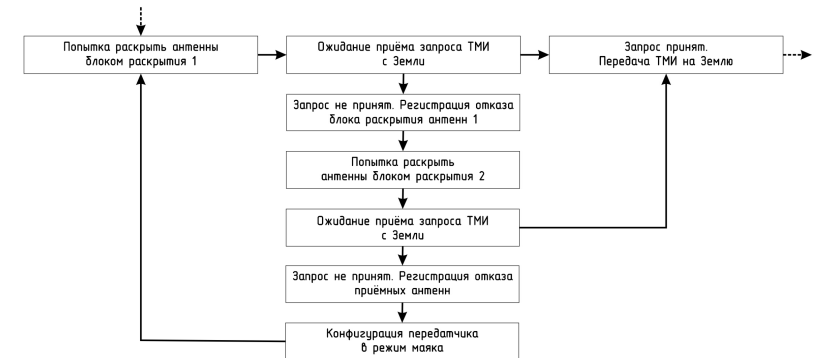 Попытка раскрыть антенны
блоком раскрытия 1
Ожидание приёма запроса ТМИ
с Земли
Запрос принят.
Передача ТМИ на Землю
Запрос не принят. Регистрация отказа
блока раскрытия антенн 1
Попытка раскрыть
антенны блоком раскрытия 2
Ожидание приёма запроса ТМИ
с Земли
Запрос не принят. Регистрация отказа
приёмных антенн
Конфигурация передатчика
в режим маяка